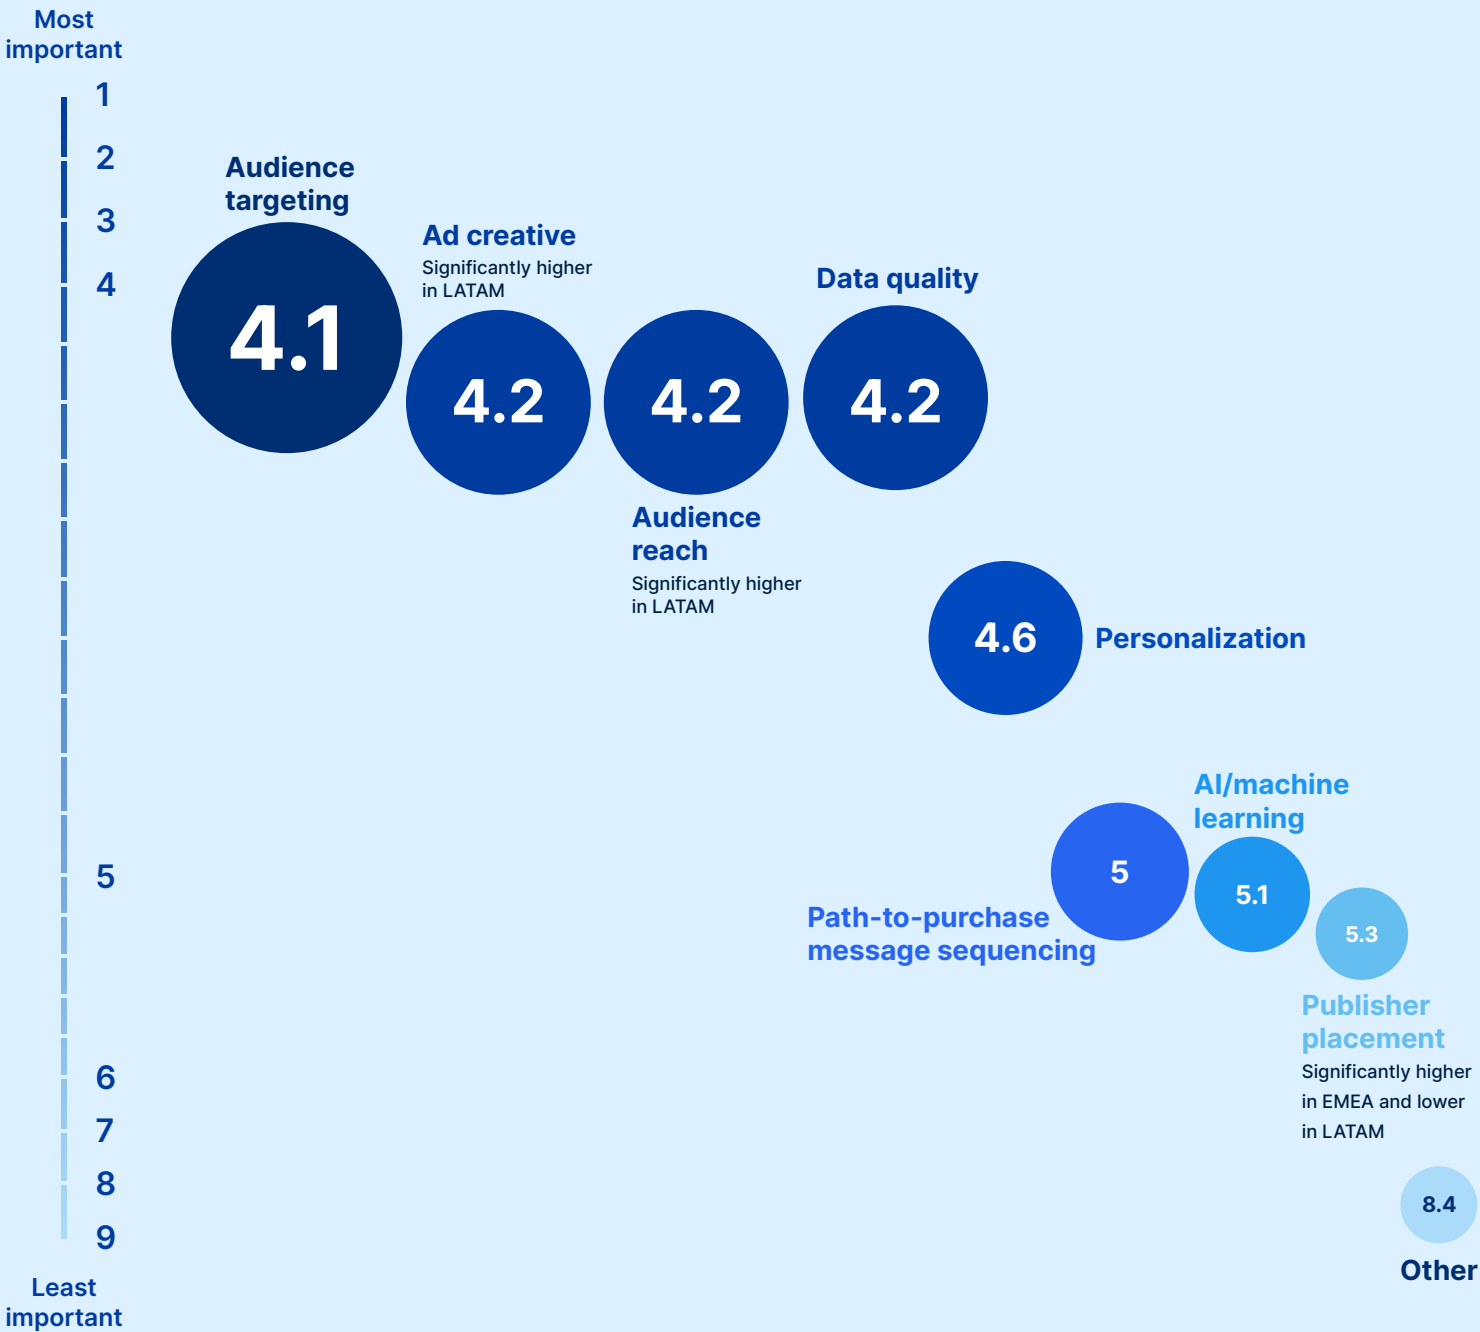 Most
important
1
2
3
4
5
6
7
8
9
Least
important
Audience
targeting
4.1
Ad creative
Significantly higher
in LATAM
4.2
4.2
Audience
reach
Significantly higher
in LATAM
Data quality
4.2
4.6
Personalization
5
Path-to-purchase
message sequencing
AI/machine
learning
5.1
5.3
Publisher
placement
Significantly higher
in EMEA and lower
in LATAM
8.4
Other